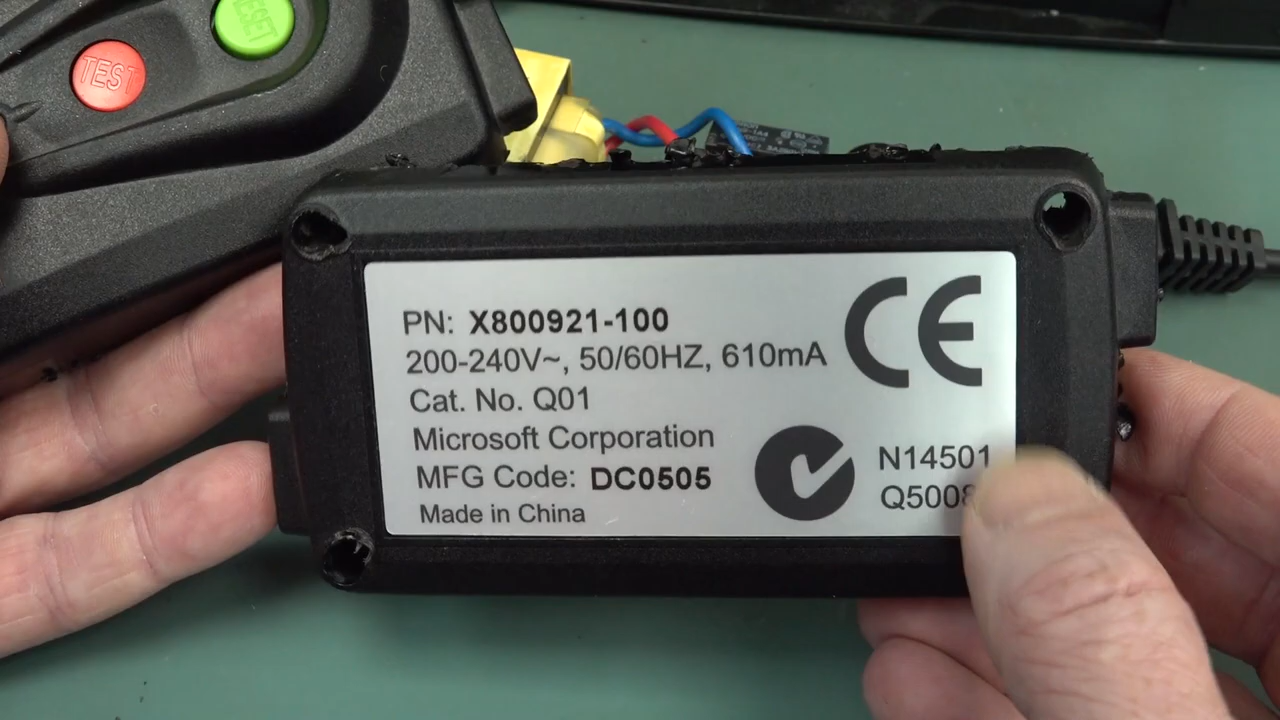 RESET
TEST
PN: X800921-100
200-240V~, 50/60HZ, 610mA
Cat. No. Q01
Microsoft Corporation
MFG Code: DC0505
Made in China
CE
N14501